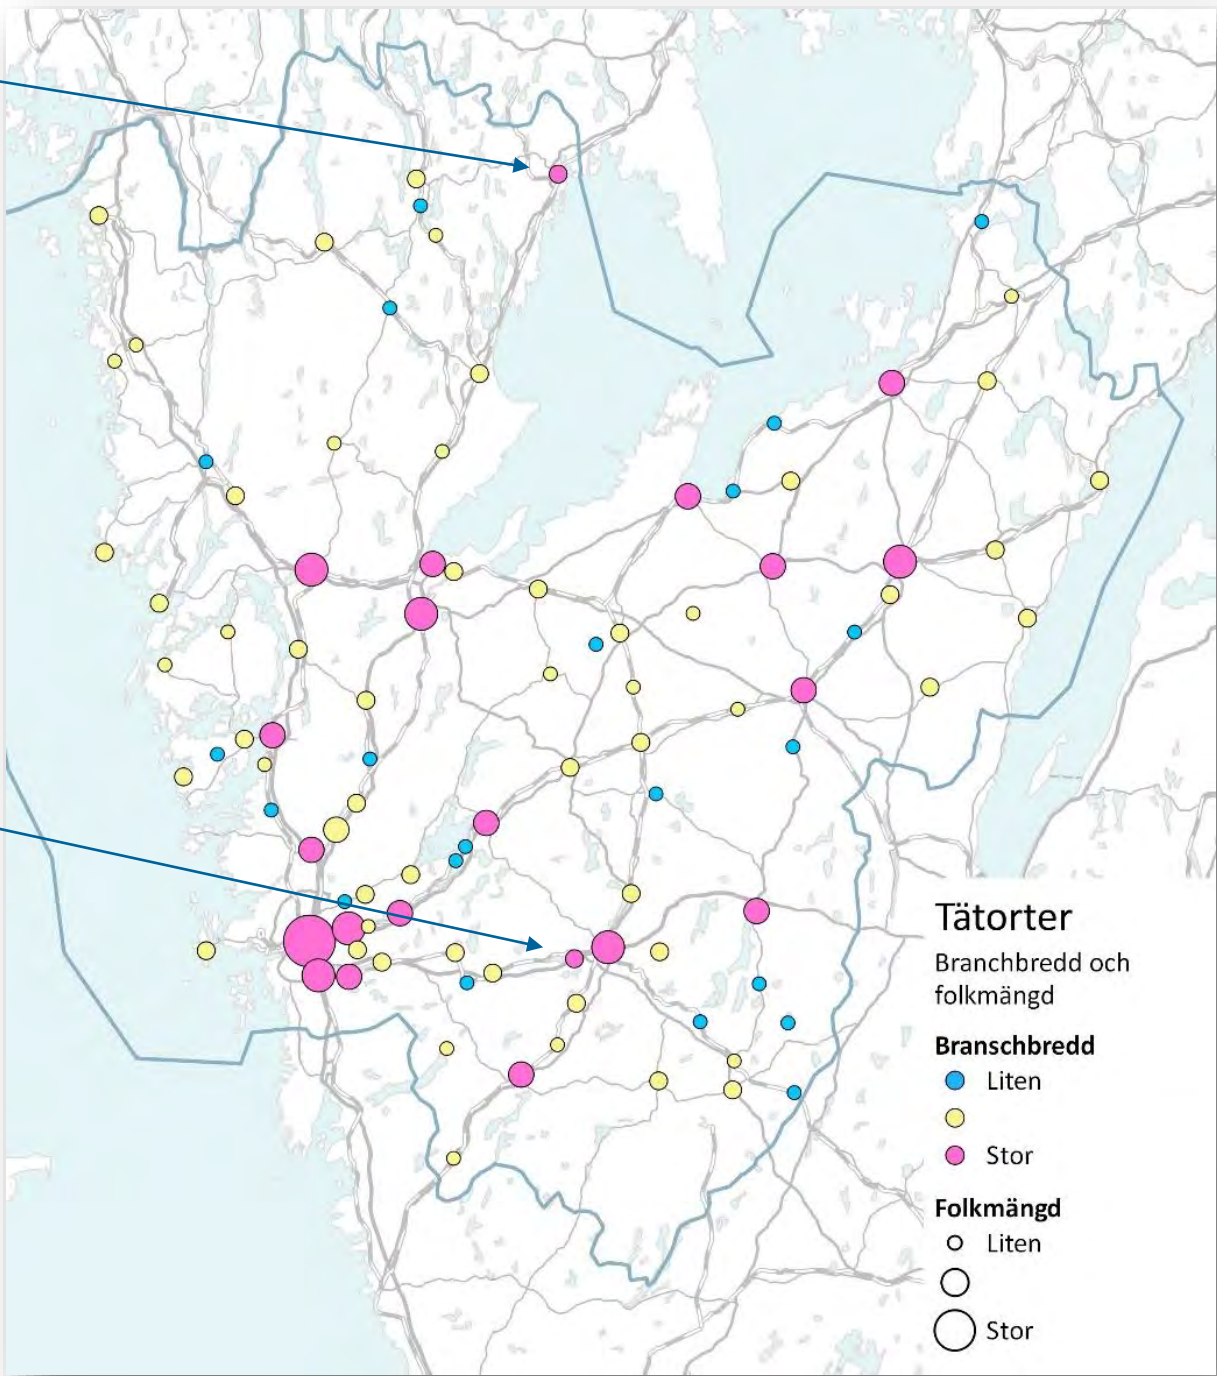 Tätorter
Branchbredd och
folkmängd
Branschbredd
Liten
Stor
Folkmängd
Liten
Stor